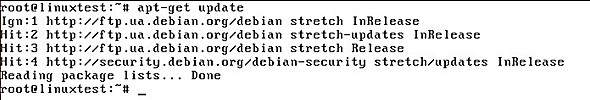 root@linuxtest:~# apt-get update
Ign:1 http://ftp.ua.debian.org/debian stretch InRelease
Hit:2 http://ftp.ua.debian.org/debian stretch-updates InRelease
Hit:3 http://ftp.ua.debian.org/debian stretch Release
Hit:4 http://security.debian.org/debian-security stretch/updates InRelease
Reading package lists... Done
root@linuxtest:~# _